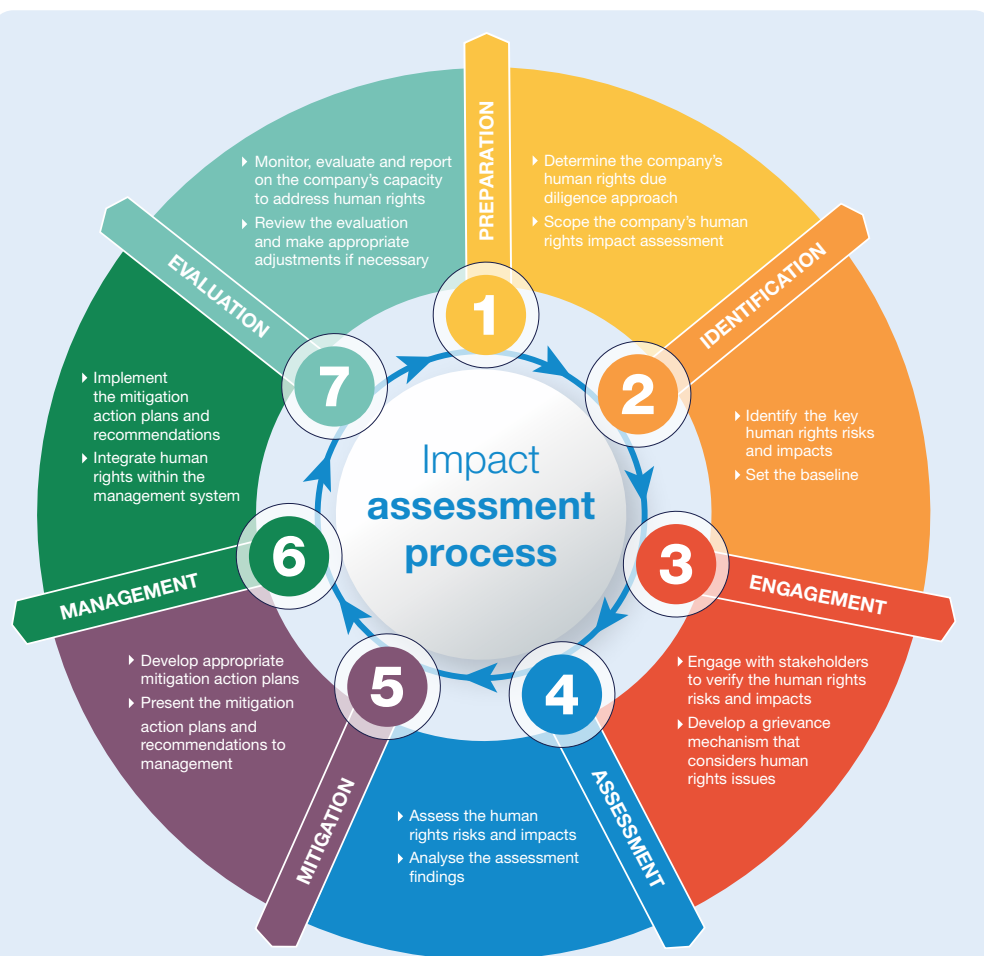 Impact
assessment
process
1
PREPARATION
Determine the company's
human rights due
diligence approach
Scope the company's human
rights impact assessment
2
IDENTIFICATION
Identify the key
human rights risks
and impacts
Set the baseline
3
ENGAGEMENT
Engage with stakeholders
to verify the human rights
risks and impacts
Develop a grievance
mechanism that
considers human
rights issues
4
ASSESSMENT
Assess the human
rights risks and impacts
Analyse the assessment
findings
5
MITIGATION
Develop appropriate
mitigation action plans
Present the mitigation
action plans and
recommendations to
management
6
MANAGEMENT
Implement
the mitigation
action plans and
recommendations
Integrate human
rights within the
management system
7
EVALUATION
Monitor, evaluate and report
on the company's capacity
to address human rights
Review the evaluation
and make appropriate
adjustments if necessary